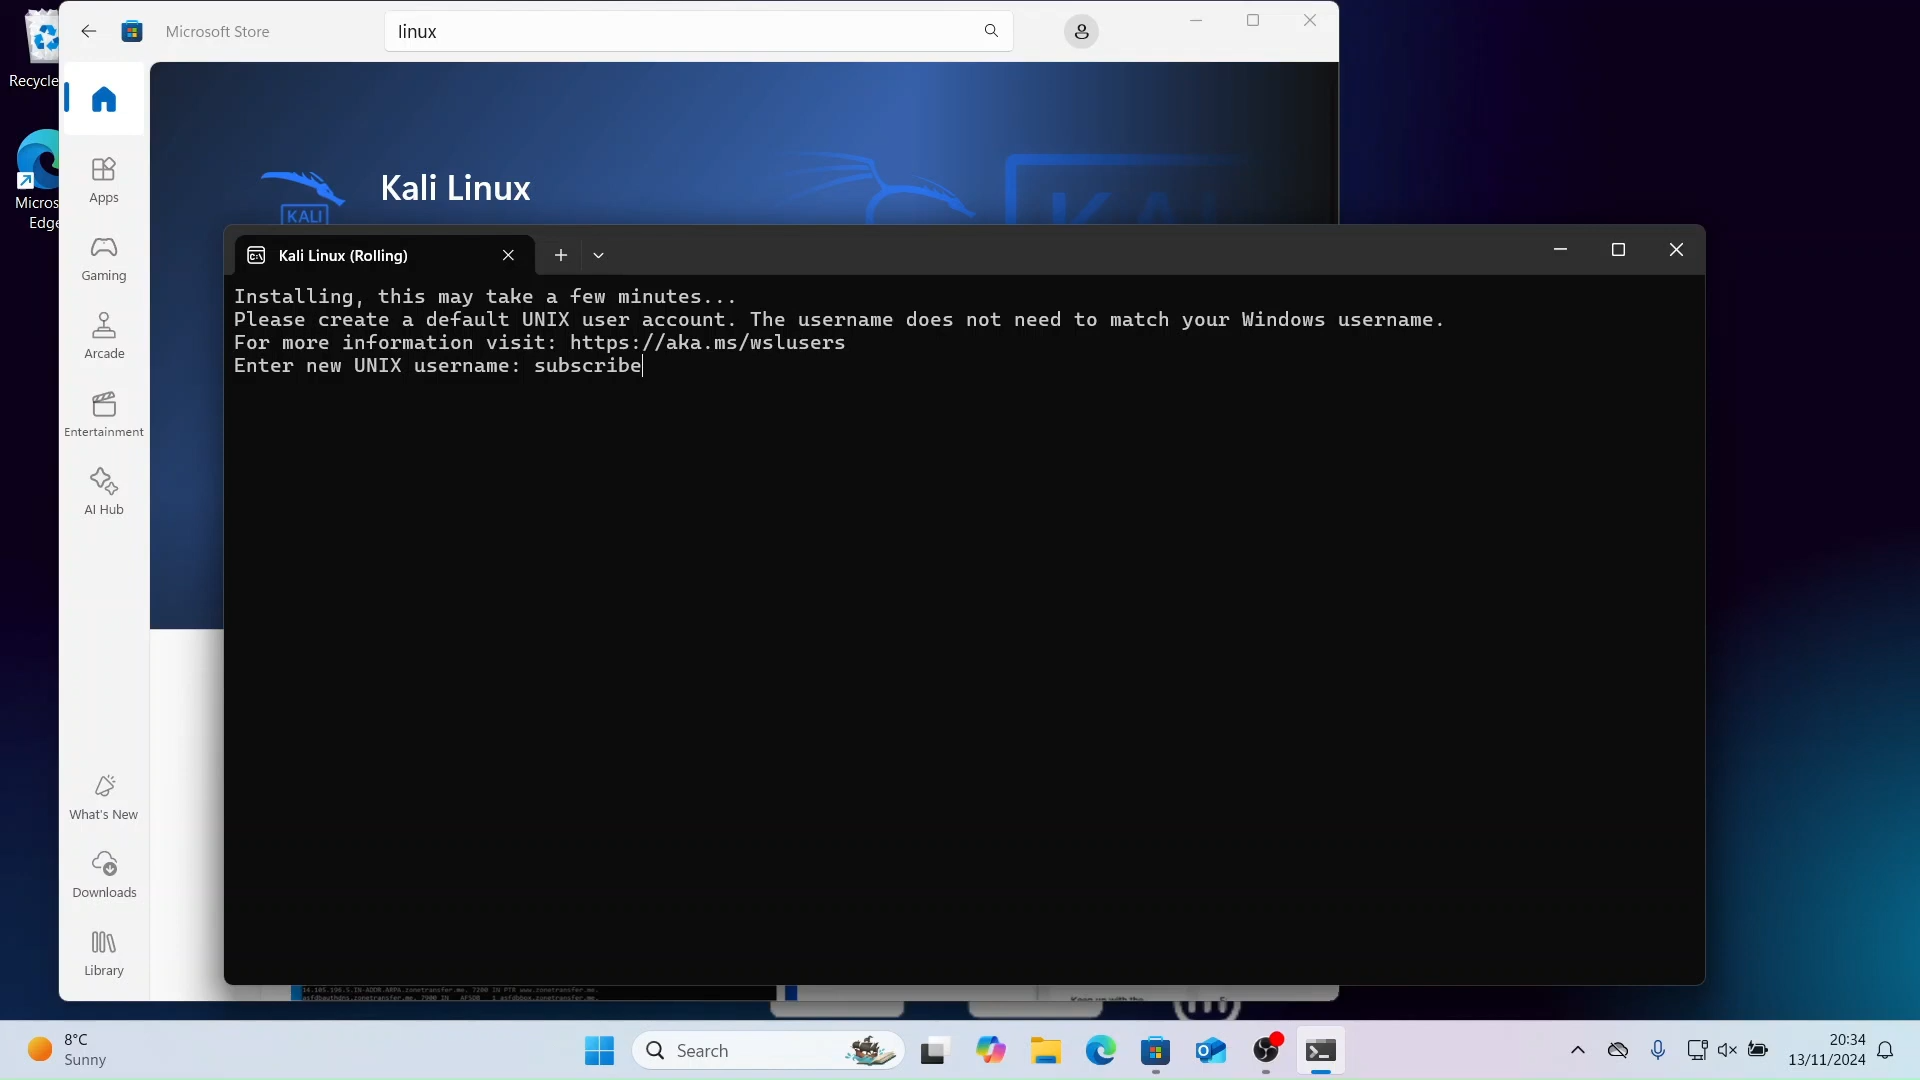 Recycle
Micros
Edge
Microsoft Store
linux
Apps
Gaming
Arcade
Entertainment
AI Hub
What's New
Downloads
Library
KALI
Kali Linux
Kali Linux (Rolling)
Installing, this may take a few minutes...
Please create a default UNIX user account. The username does not need to match your Windows username.
For more information visit: https://aka.ms/wslusers
Enter new UNIX username: subscribe
8°C
Sunny
Search
20:34
13/11/2024